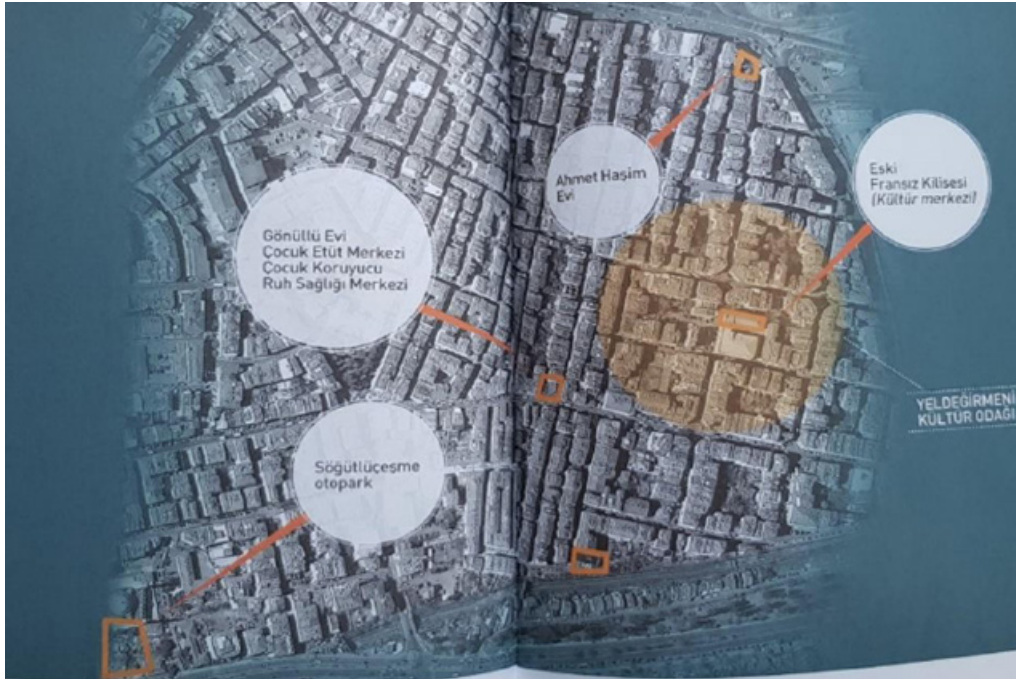 Ahmet Haşim
Evi
Eski
Fransız Kilisesi
(Kültür merkezi)
Gönüllü Evi
Çocuk Etüt Merkezi
Çocuk Koruyucu
Ruh Sağlığı Merkezi
YELDEĞİRMENİ
KÜLTÜR ODAĞI
Söğütlüçeşme
otopark